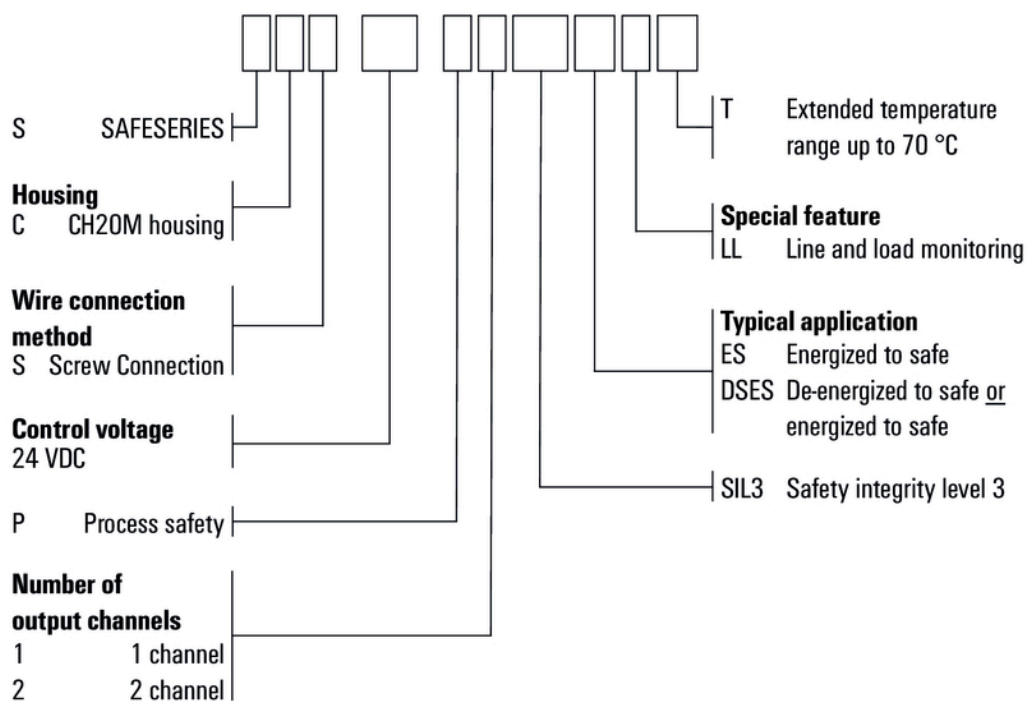 S SAFESERIES
Housing
C CH20M housing
Wire connection
method
S Screw Connection
Control voltage
24 VDC
P Process safety
Number of
output channels
1 1 channel
2 2 channel
T Extended temperature
range up to 70 °C
Special feature
LL Line and load monitoring
Typical application
ES Energized to safe
DSES De-energized to safe or
energized to safe
SIL3 Safety integrity level 3